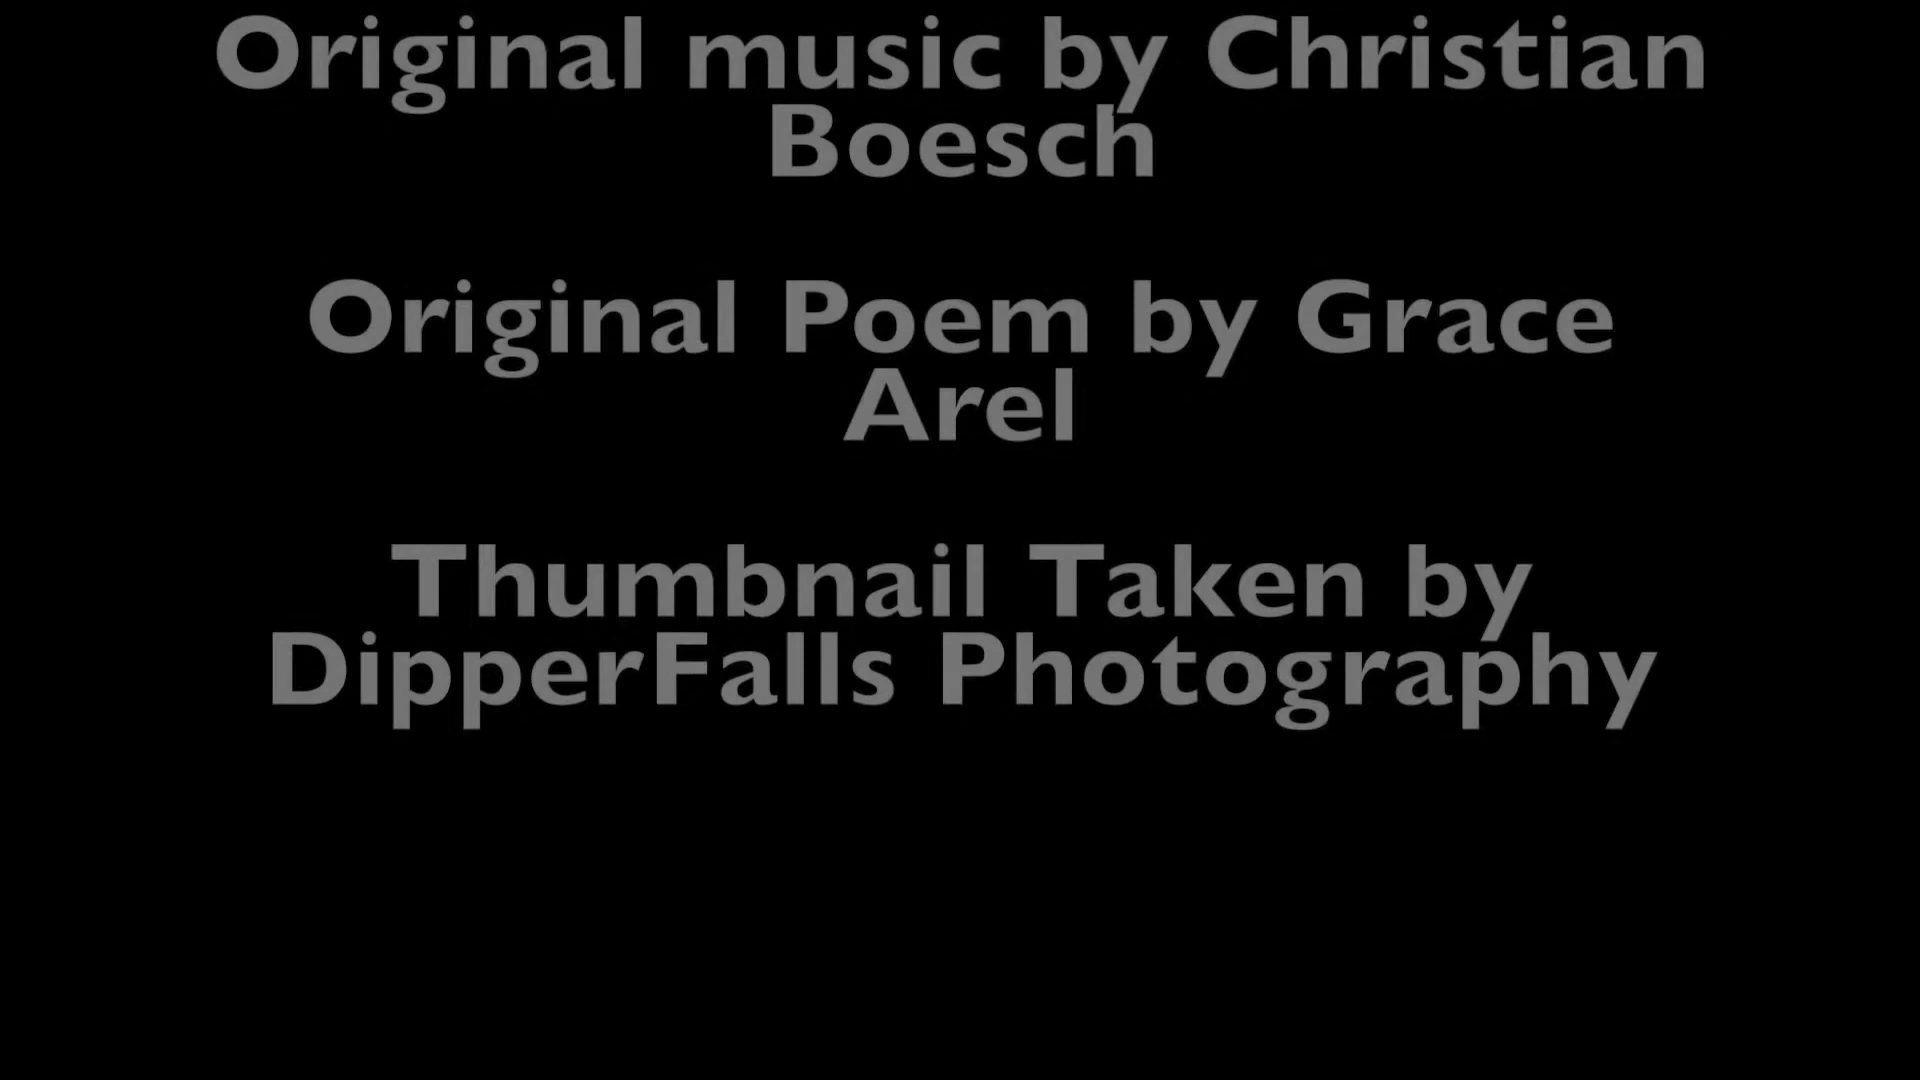 Original music by Christian
Boesch
Original Poem by Grace
Arel
Thumbnail Taken by
DipperFalls Photography